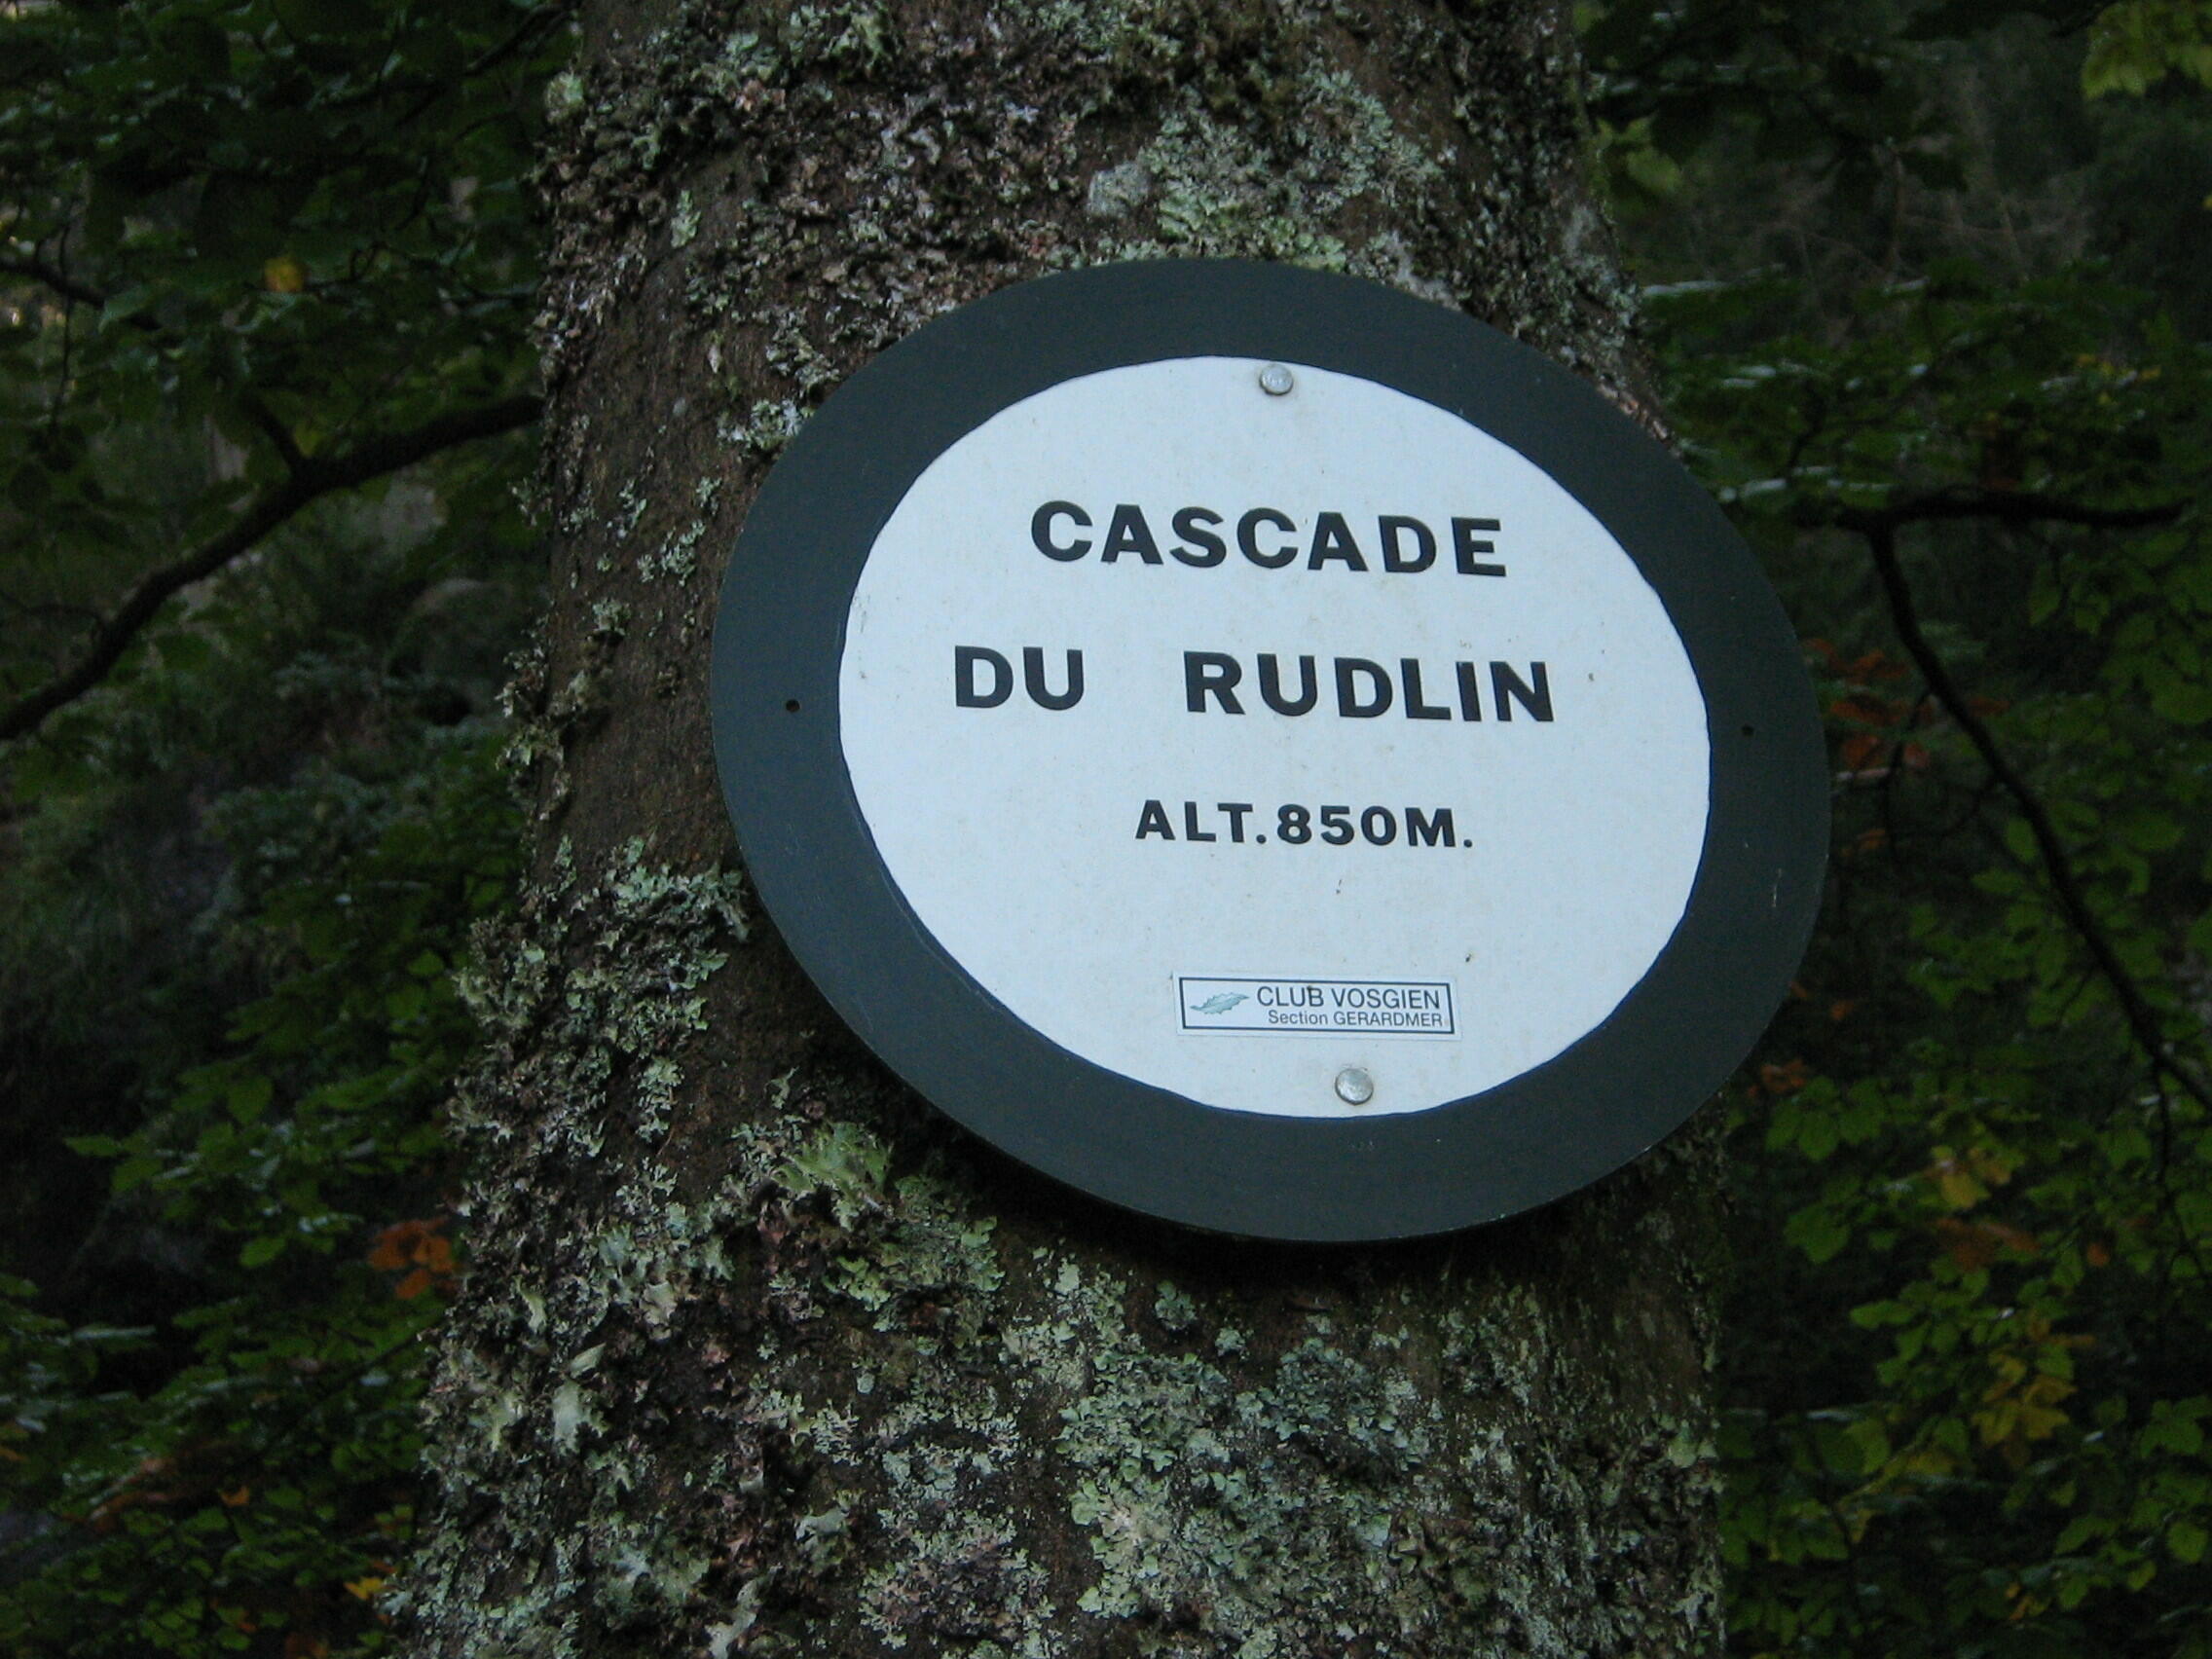 CASCADE
DU RUDLIN
ALT.850M.
CLUB VOSGIEN
Section GERARDMER